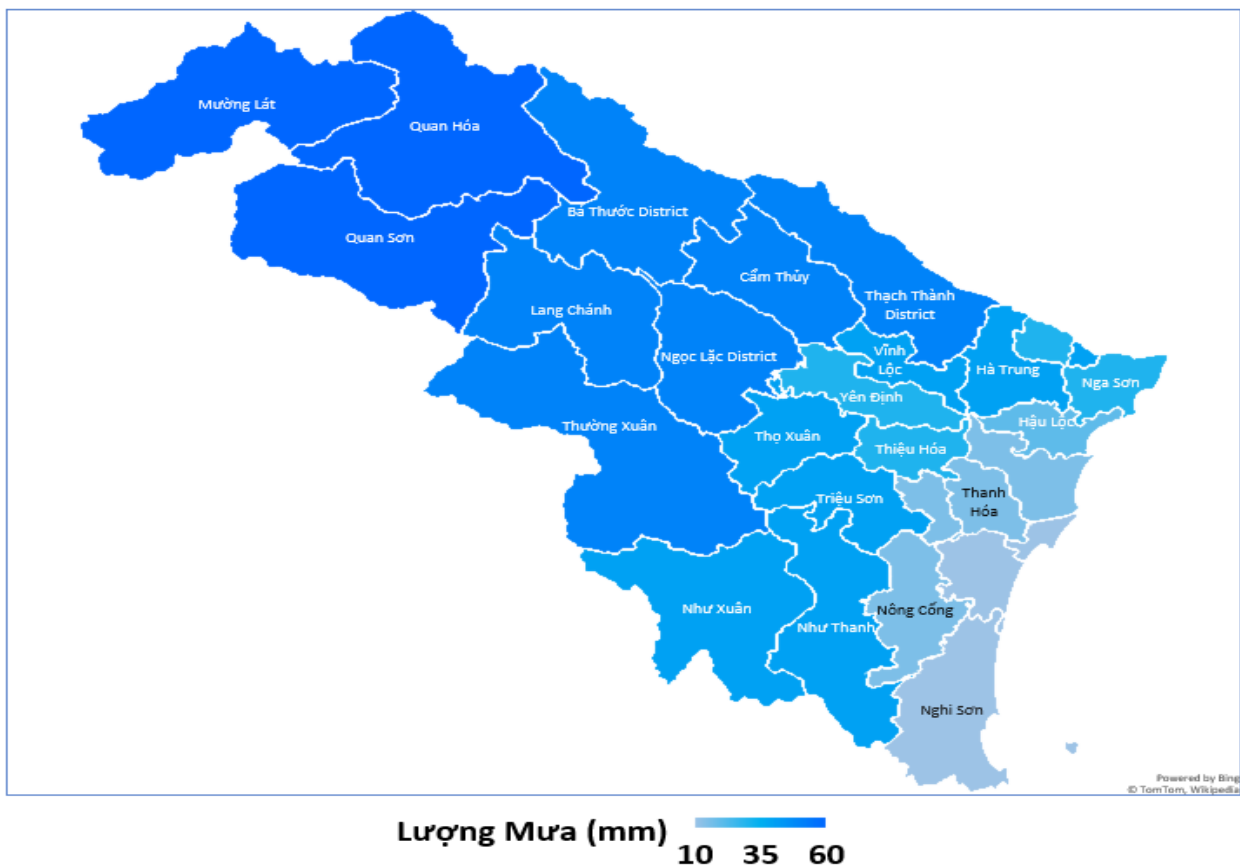 Mường Lát
Quan Hóa
Quan Sơn
Bá Thước District
Cẩm Thủy
Lang Chánh
Thạch Thành
District
Ngọc Lặc District
Vĩnh
Lộc
Hà Trung
Nga Sơn
Yên Định
Hậu Lộc
Thường Xuân
Thọ Xuân
Thiệu Hóa
Triệu Sơn
Thanh
Hóa
Như Xuân
Như Thanh
Nông Cống
Nghi Sơn
Powered by Bing
© TomTom, Wikipedia
Lượng Mưa (mm)
10 35 60